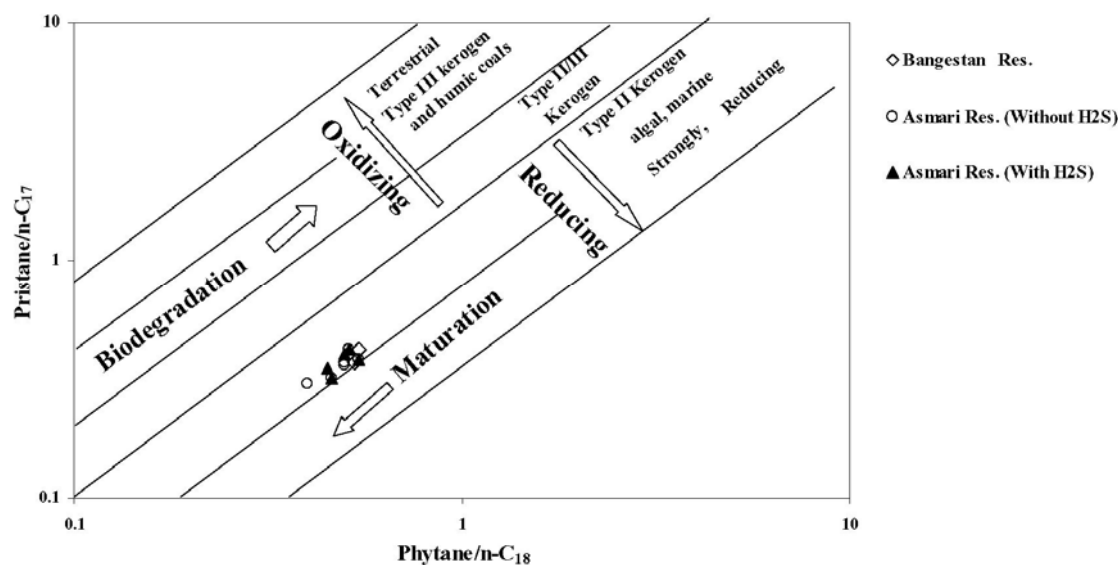 10
1
0.1
0.1
1
10
Pristane/n-C17
Phytane/n-C18
Terrestrial
Type III kerogen
and humic coals
Type II/III
Kerogen
Type II Kerogen
algal, marine
Strongly, Reducing
Oxidizing
Reducing
Biodegradation
Maturation
Bangestan Res.
Asmari Res. (Without H2S)
Asmari Res. (With H2S)